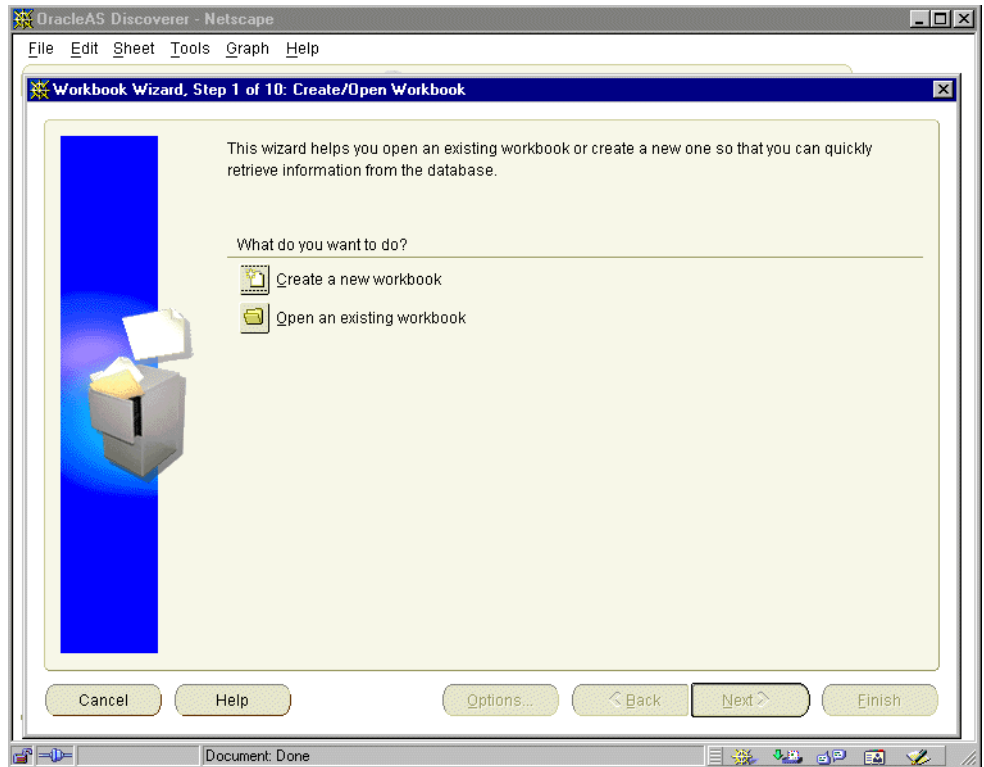 OracleAS Discoverer - Netscape
File Edit Sheet Tools Graph Help
Workbook Wizard, Step 1 of 10: Create/Open Workbook
This wizard helps you open an existing workbook or create a new one so that you can quickly
retrieve information from the database.
What do you want to do?
Create a new workbook
Open an existing workbook
Cancel Help Options... < Back Next > Finish
Document: Done